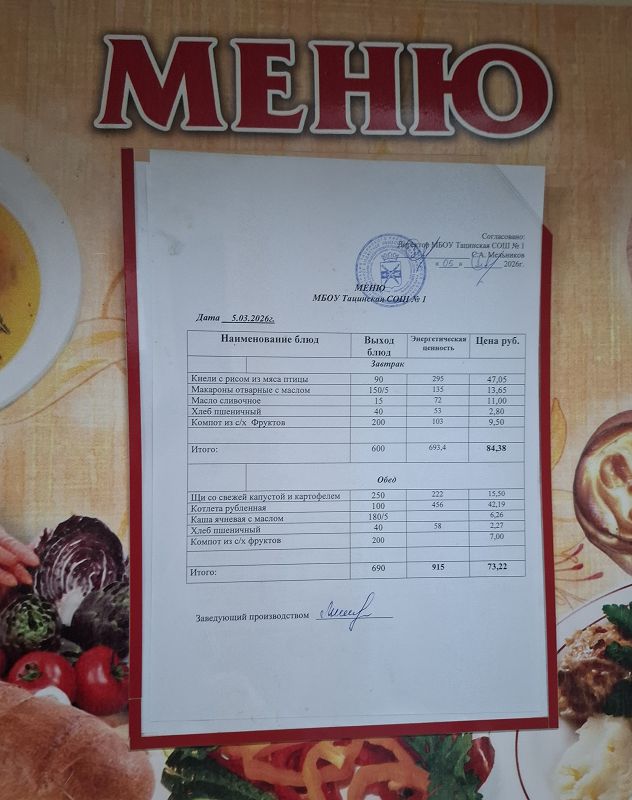 МЕНЮ
Согласовано:
Директор МБОУ Тацинская СОШ № 1
С.А. Мельников
« 05 » 2026г.
МЕНЮ
МБОУ Тацинская СОШ № 1
Дата 5.03.2026г.
Наименование блюд Выход блюд Энергетическая ценность Цена руб.
Завтрак
Кнели с рисом из мяса птицы 90 295 47,05
Макароны отварные с маслом 150/5 135 13,65
Масло сливочное 15 72 11,00
Хлеб пшеничный 40 53 2,80
Компот из с/х Фруктов 200 103 9,50
Итого: 600 693,4 84,38
Обед
Щи со свежей капустой и картофелем 250 222 15,50
Котлета рубленная 100 456 42,19
Каша ячневая с маслом 180/5 6,26
Хлеб пшеничный 40 58 2,27
Компот из с/х фруктов 200 7,00
Итого: 690 915 73,22
Заведующий производством